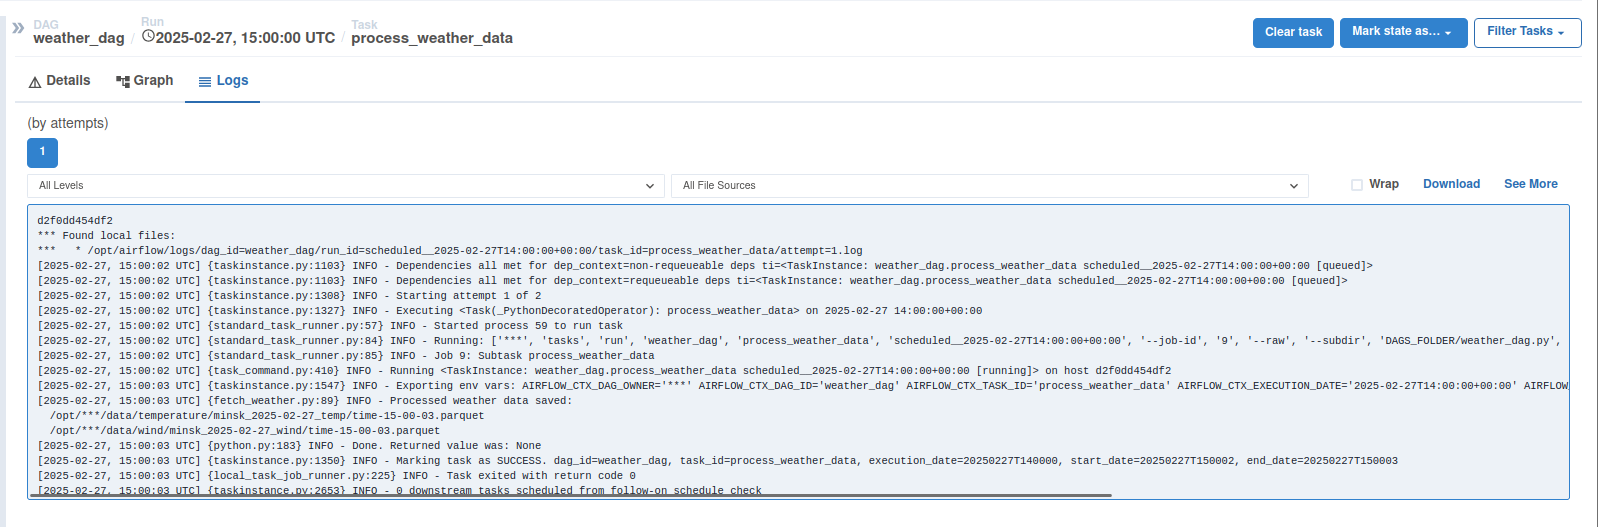 DAG
weather_dag
Run
2025-02-27, 15:00:00 UTC
Task
process_weather_data
Clear task
Mark state as…
Filter Tasks
Details
Graph
Logs
(by attempts)
1
All Levels
All File Sources
Wrap
Download
See More
d2f0dd454df2
*** Found local files:
***   * /opt/airflow/logs/dag_id=weather_dag/run_id=scheduled__2025-02-27T14:00:00+00:00/task_id=process_weather_data/attempt=1.log
[2025-02-27, 15:00:02 UTC] {taskinstance.py:1103} INFO - Dependencies all met for dep_context=non-requeueable deps ti=<TaskInstance: weather_dag.process_weather_data scheduled__2025-02-27T14:00:00+00:00 [queued]>
[2025-02-27, 15:00:02 UTC] {taskinstance.py:1103} INFO - Dependencies all met for dep_context=requeueable deps ti=<TaskInstance: weather_dag.process_weather_data scheduled__2025-02-27T14:00:00+00:00 [queued]>
[2025-02-27, 15:00:02 UTC] {taskinstance.py:1308} INFO - Starting attempt 1 of 2
[2025-02-27, 15:00:02 UTC] {taskinstance.py:1327} INFO - Executing <Task(_PythonDecoratedOperator): process_weather_data> on 2025-02-27 14:00:00+00:00
[2025-02-27, 15:00:02 UTC] {standard_task_runner.py:57} INFO - Started process 59 to run task
[2025-02-27, 15:00:02 UTC] {standard_task_runner.py:84} INFO - Running: ['***', 'tasks', 'run', 'weather_dag', 'process_weather_data', 'scheduled__2025-02-27T14:00:00+00:00', '--job-id', '9', '--raw', '--subdir', 'DAGS_FOLDER/weather_dag.py',
[2025-02-27, 15:00:02 UTC] {standard_task_runner.py:85} INFO - Job 9: Subtask process_weather_data
[2025-02-27, 15:00:02 UTC] {task_command.py:410} INFO - Running <TaskInstance: weather_dag.process_weather_data scheduled__2025-02-27T14:00:00+00:00 [running]> on host d2f0dd454df2
[2025-02-27, 15:00:03 UTC] {taskinstance.py:1547} INFO - Exporting env vars: AIRFLOW_CTX_DAG_OWNER='***' AIRFLOW_CTX_DAG_ID='weather_dag' AIRFLOW_CTX_TASK_ID='process_weather_data' AIRFLOW_CTX_EXECUTION_DATE='2025-02-27T14:00:00+00:00' AIRFLOW
[2025-02-27, 15:00:03 UTC] {fetch_weather.py:89} INFO - Processed weather data saved:
  /opt/***/data/temperature/minsk_2025-02-27_temp/time-15-00-03.parquet
  /opt/***/data/wind/minsk_2025-02-27_wind/time-15-00-03.parquet
[2025-02-27, 15:00:03 UTC] {python.py:183} INFO - Done. Returned value was: None
[2025-02-27, 15:00:03 UTC] {taskinstance.py:1350} INFO - Marking task as SUCCESS. dag_id=weather_dag, task_id=process_weather_data, execution_date=20250227T140000, start_date=20250227T150002, end_date=20250227T150003
[2025-02-27, 15:00:03 UTC] {local_task_job_runner.py:225} INFO - Task exited with return code 0
[2025-02-27, 15:00:03 UTC] {taskinstance.py:2653} INFO - 0 downstream tasks scheduled from follow-on schedule check